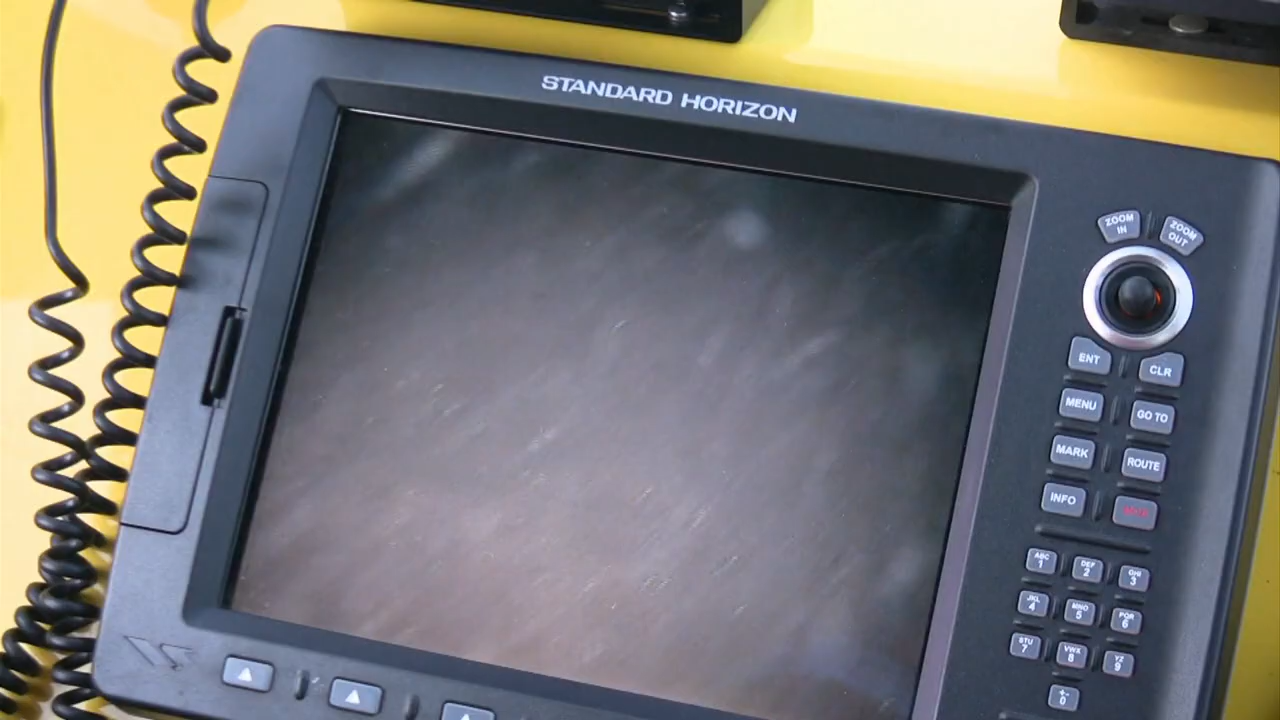 STANDARD HORIZON
ZOOM IN
ZOOM OUT
ENT
CLR
MENU
GO TO
MARK
ROUTE
INFO
ABC 1
DEF 2
GHI 3
JKL 4
MNO 5
PQR 6
STU 7
VWX 8
YZ 9
+- 0